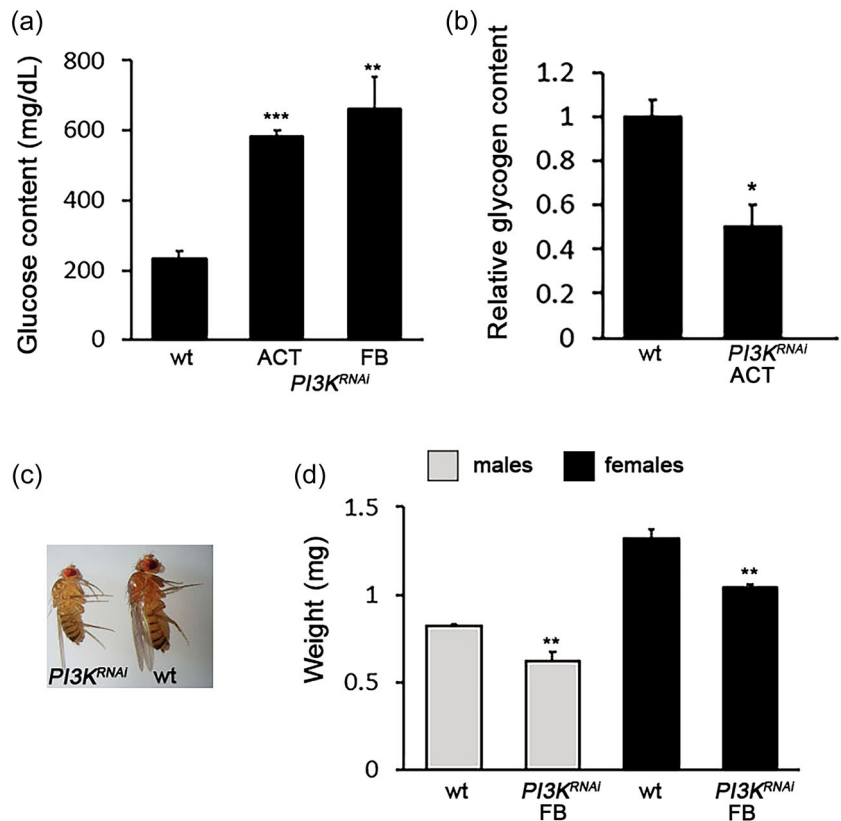 (a)
Glucose content (mg/dL)
800
600
400
200
0
***
**
wt ACT FB
PI3K^RNAi
(b)
Relative glycogen content
1.2
1
0.8
0.6
0.4
0.2
0
*
wt PI3K^RNAi
ACT
(c)
PI3K^RNAi wt
(d)
males females
Weight (mg)
1.5
1
0.5
0
**
**
wt PI3K^RNAi wt PI3K^RNAi
FB FB